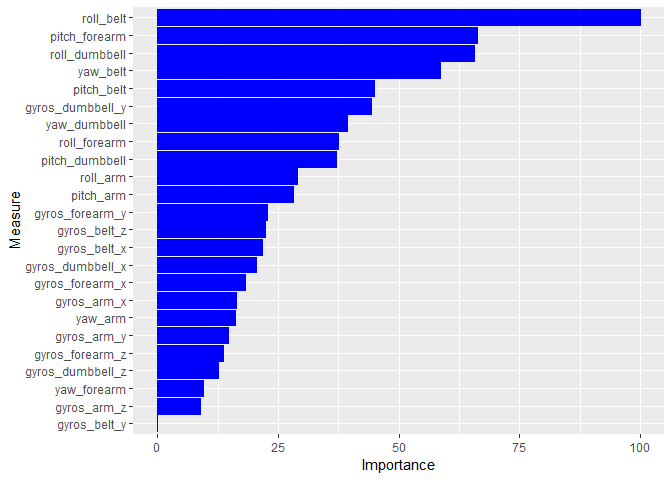 roll_belt
pitch_forearm
roll_dumbbell
yaw_belt
pitch_belt
gyros_dumbbell_y
yaw_dumbbell
roll_forearm
pitch_dumbbell
roll_arm
pitch_arm
gyros_forearm_y
gyros_belt_z
gyros_belt_x
gyros_dumbbell_x
gyros_forearm_x
gyros_arm_x
yaw_arm
gyros_arm_y
gyros_forearm_z
gyros_dumbbell_z
yaw_forearm
gyros_arm_z
gyros_belt_y
Measure
0 25 50 75 100
Importance